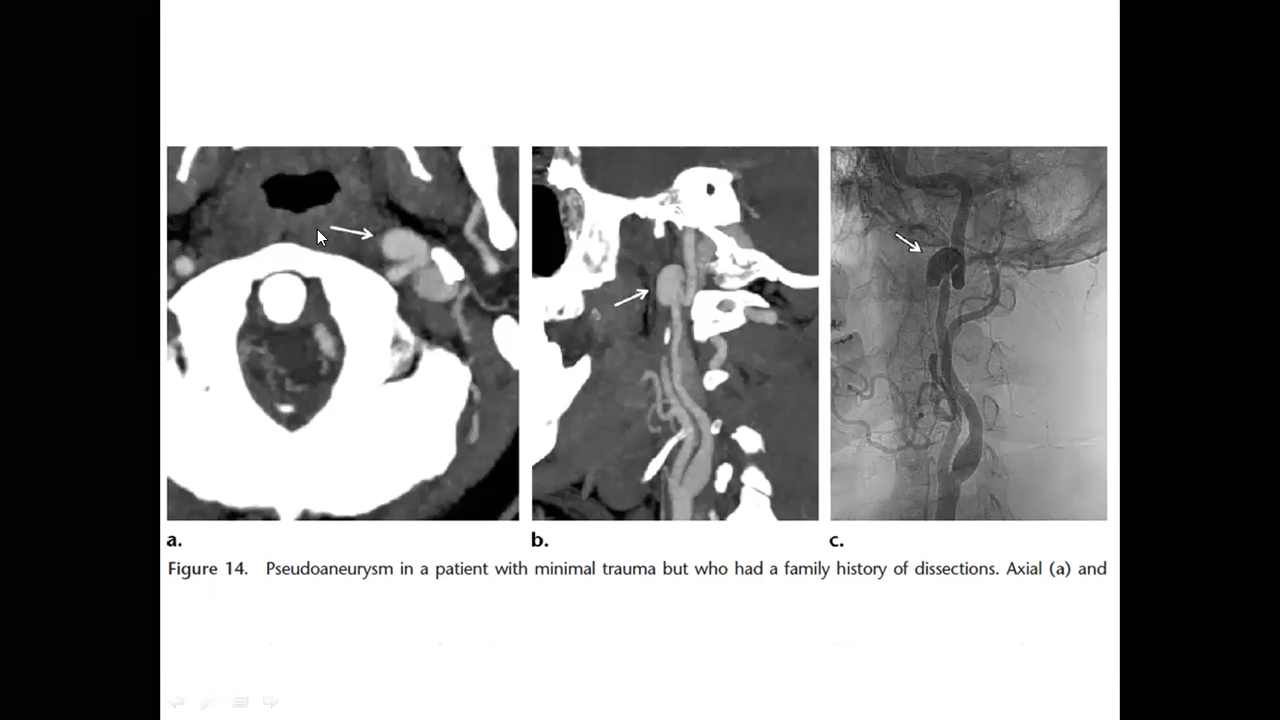 a.
b.
c.
Figure 14. Pseudoaneurysm in a patient with minimal trauma but who had a family history of dissections. Axial (a) and